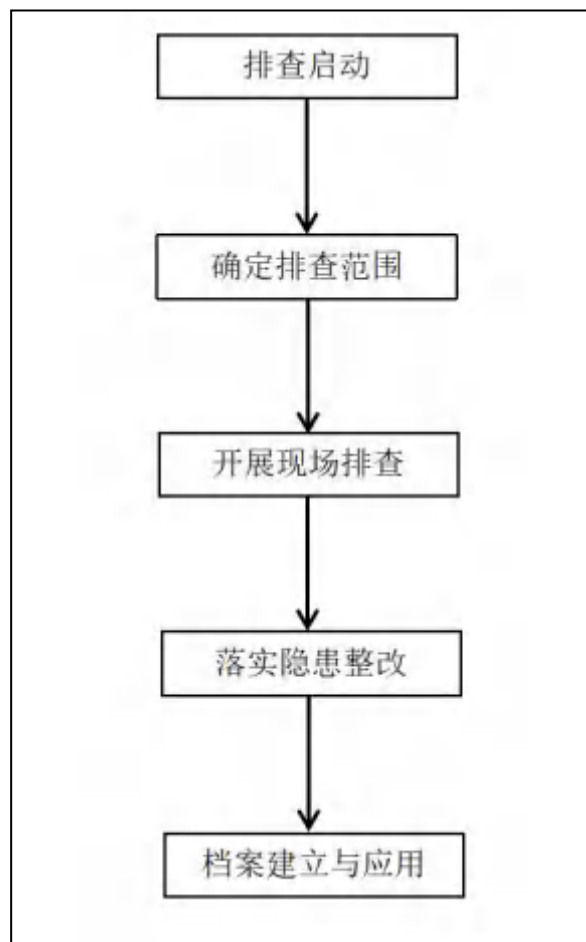 排查启动
确定排查范围
开展现场排查
落实隐患整改
档案建立与应用